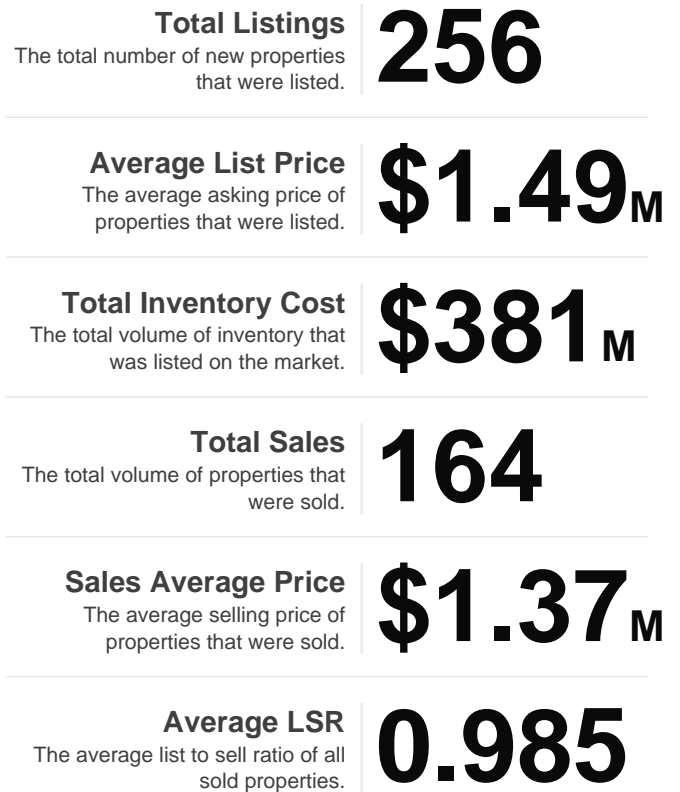 Total Listings
The total number of new properties
that were listed.
256
Average List Price
The average asking price of
properties that were listed.
$1.49M
Total Inventory Cost
The total volume of inventory that
was listed on the market.
$381M
Total Sales
The total volume of properties that
were sold.
164
Sales Average Price
The average selling price of
properties that were sold.
$1.37M
Average LSR
The average list to sell ratio of all
sold properties.
0.985